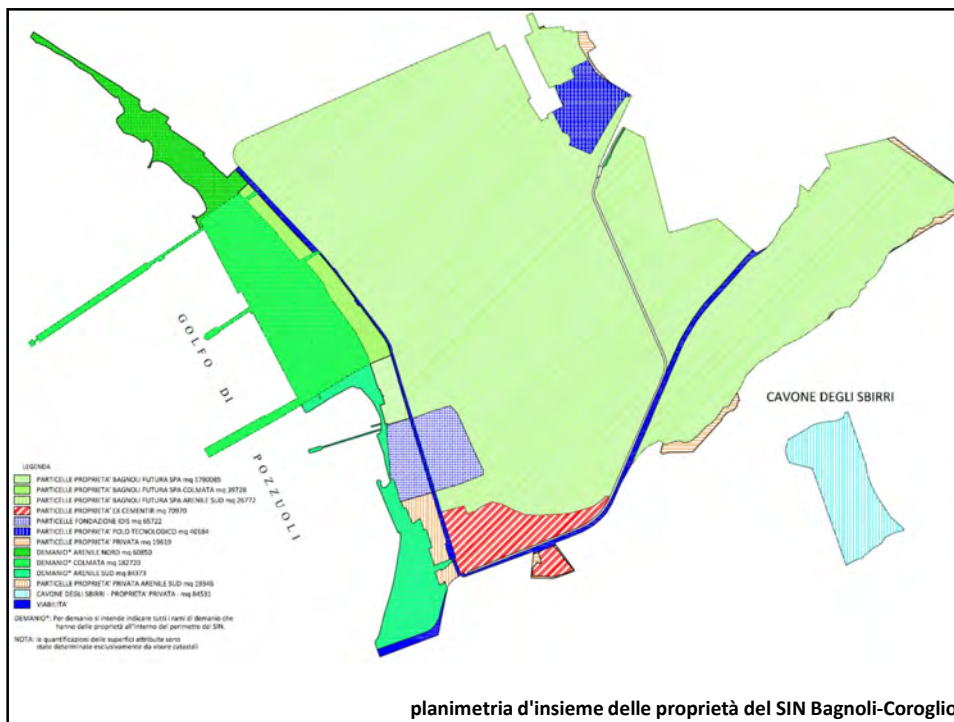 GOLFO DI
POZZUOLI
CAVONE DEGLI SBIRRI
LEGENDA
PARTICELLE PROPRIETA' BAGNOLI FUTURA SPA mq 1780085
PARTICELLE PROPRIETA' BAGNOLI FUTURA SPA COLMATA mq 39728
PARTICELLE PROPRIETA' BAGNOLI FUTURA SPA ARENILE SUD mq 26772
PARTICELLE PROPRIETA' EX CEMENTIR mq 70970
PARTICELLE FONDAZIONE IDIS mq 65722
PARTICELLE PROPRIETA' POLO TECNOLOGICO mq 46584
PARTICELLE PROPRIETA' PRIVATA mq 19619
DEMANIO* ARENILE NORD mq 60850
DEMANIO* COLMATA mq 182720
DEMANIO* ARENILE SUD mq 84373
PARTICELLE PROPRIETA' PRIVATA ARENILE SUD mq 19946
CAVONE DEGLI SBIRRI - PROPRIETA' PRIVATA - mq 84531
VIABILITA'
DEMANIO*: Per demanio si intende indicare tutti i rami di demanio che
hanno delle proprietà all'interno del perimetro del SIN.
NOTA: le quantificazioni delle superfici attribuite sono
state determinate esclusivamente da visure catastali
planimetria d'insieme delle proprietà del SIN Bagnoli-Coroglio